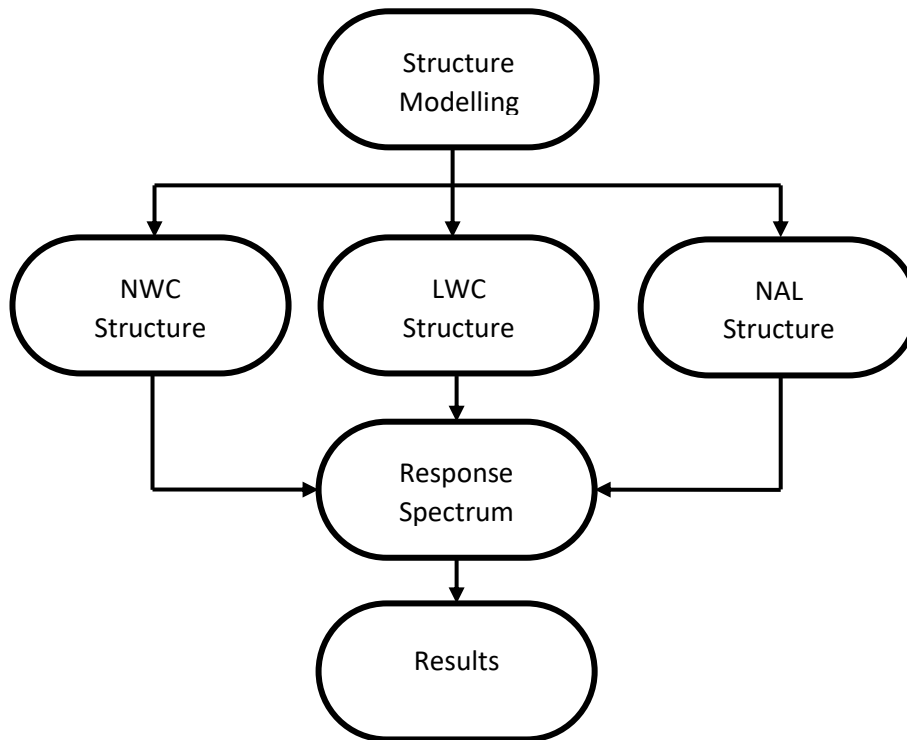 Structure
Modelling
NWC
Structure
LWC
Structure
NAL
Structure
Response
Spectrum
Results